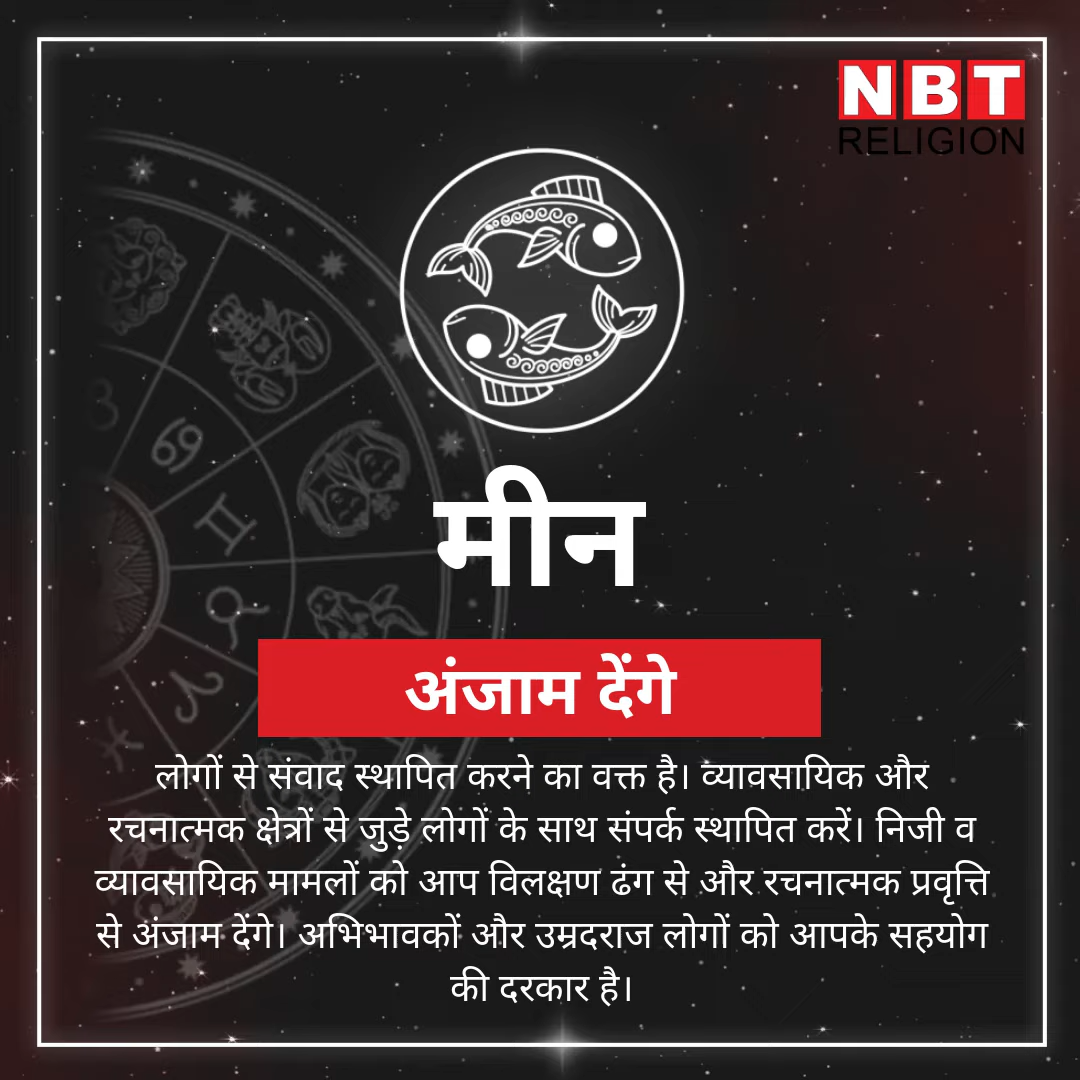 NBT
RELIGION
मीन
अंजाम देंगे
लोगों से संवाद स्थापित करने का वक्त है। व्यावसायिक और
रचनात्मक क्षेत्रों से जुड़े लोगों के साथ संपर्क स्थापित करें। निजी व
व्यावसायिक मामलों को आप विलक्षण ढंग से और रचनात्मक प्रवृत्ति
से अंजाम देंगे। अभिभावकों और उम्रदराज लोगों को आपके सहयोग
की दरकार है।